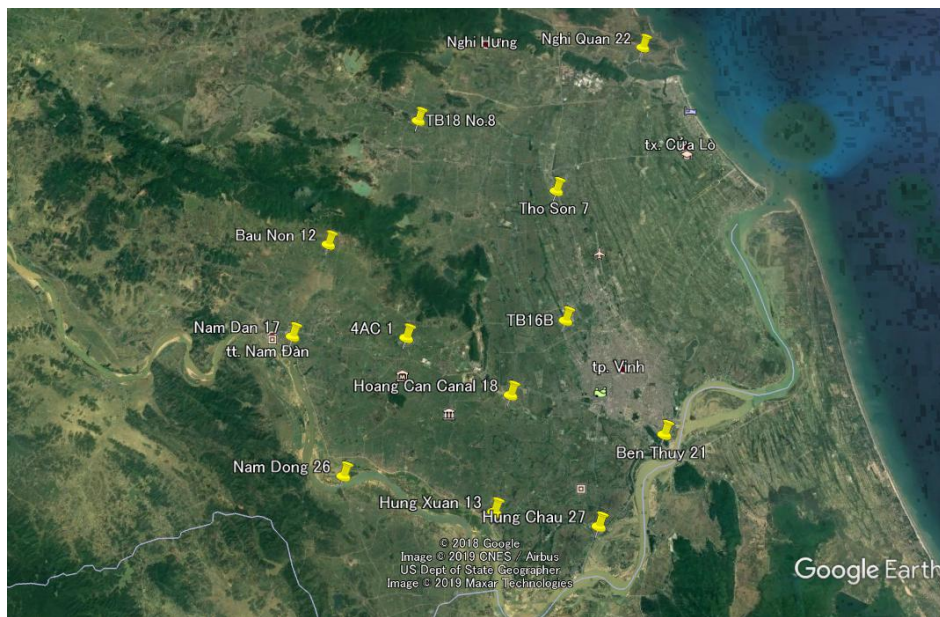 Nghi Hưng
Nghi Quan 22
TB18 No.8
tx. Cửa Lò
Tho Son 7
Bau Non 12
Nam Dan 17
tt. Nam Đàn
4AC 1
TB16B
Hoang Can Canal 18
tp. Vinh
Ben Thuy 21
Nam Dong 26
Hung Xuan 13
Hung Chau 27
© 2018 Google
Image © 2019 CNES / Airbus
US Dept of State Geographer
Image © 2019 Maxar Technologies
Google Earth